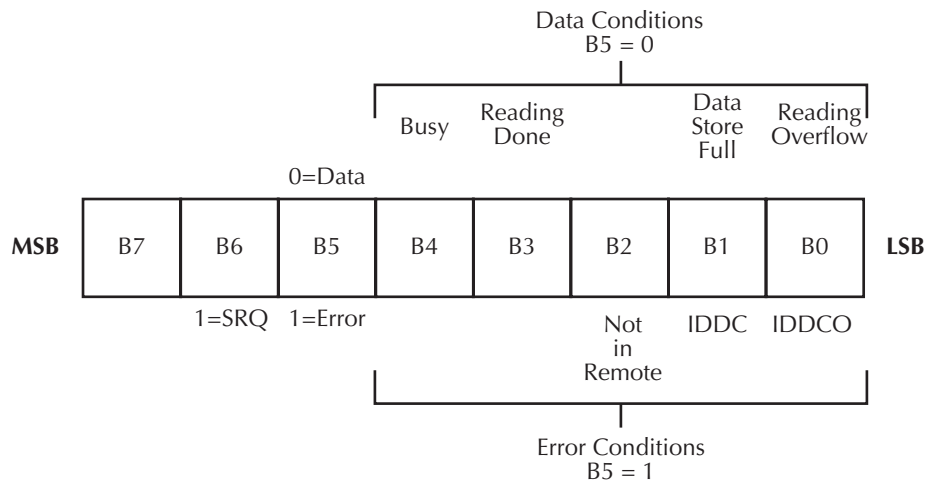 Data Conditions
B5 = 0
Busy
Reading
Done
Data
Store
Full
Reading
Overflow
0=Data
MSB B7 B6 B5 B4 B3 B2 B1 B0 LSB
1=SRQ 1=Error
Not
in
Remote
IDDC IDDCO
Error Conditions
B5 = 1